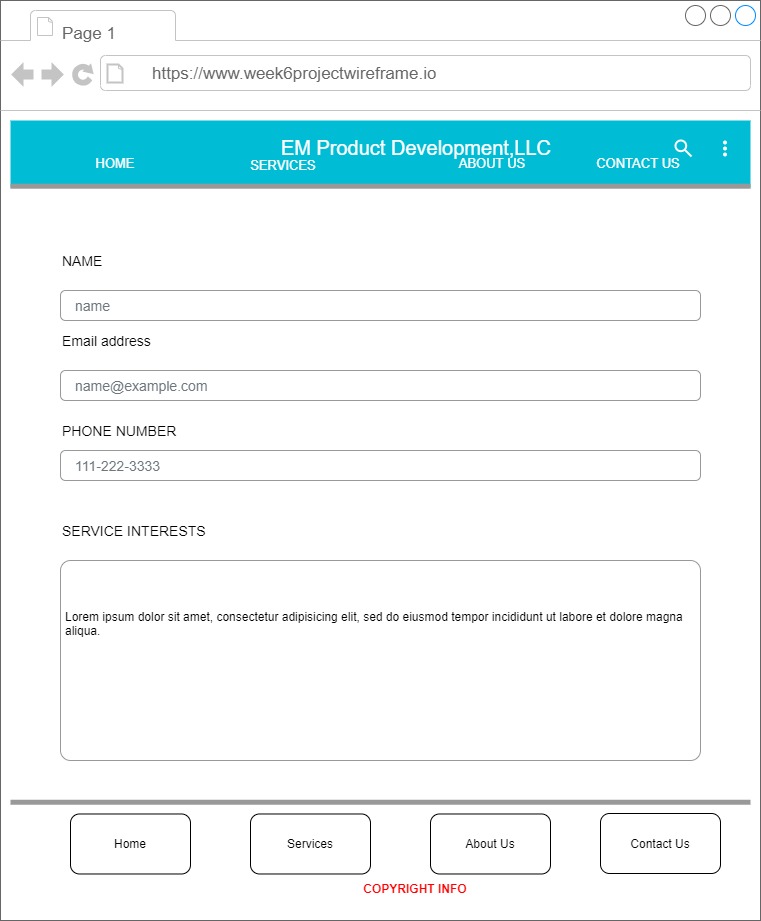 Page 1
https://www.week6projectwireframe.io
EM Product Development,LLC
HOME SERVICES ABOUT US CONTACT US
NAME
name
Email address
name@example.com
PHONE NUMBER
111-222-3333
SERVICE INTERESTS
Lorem ipsum dolor sit amet, consectetur adipisicing elit, sed do eiusmod tempor incididunt ut labore et dolore magna
aliqua.
Home Services About Us Contact Us
COPYRIGHT INFO